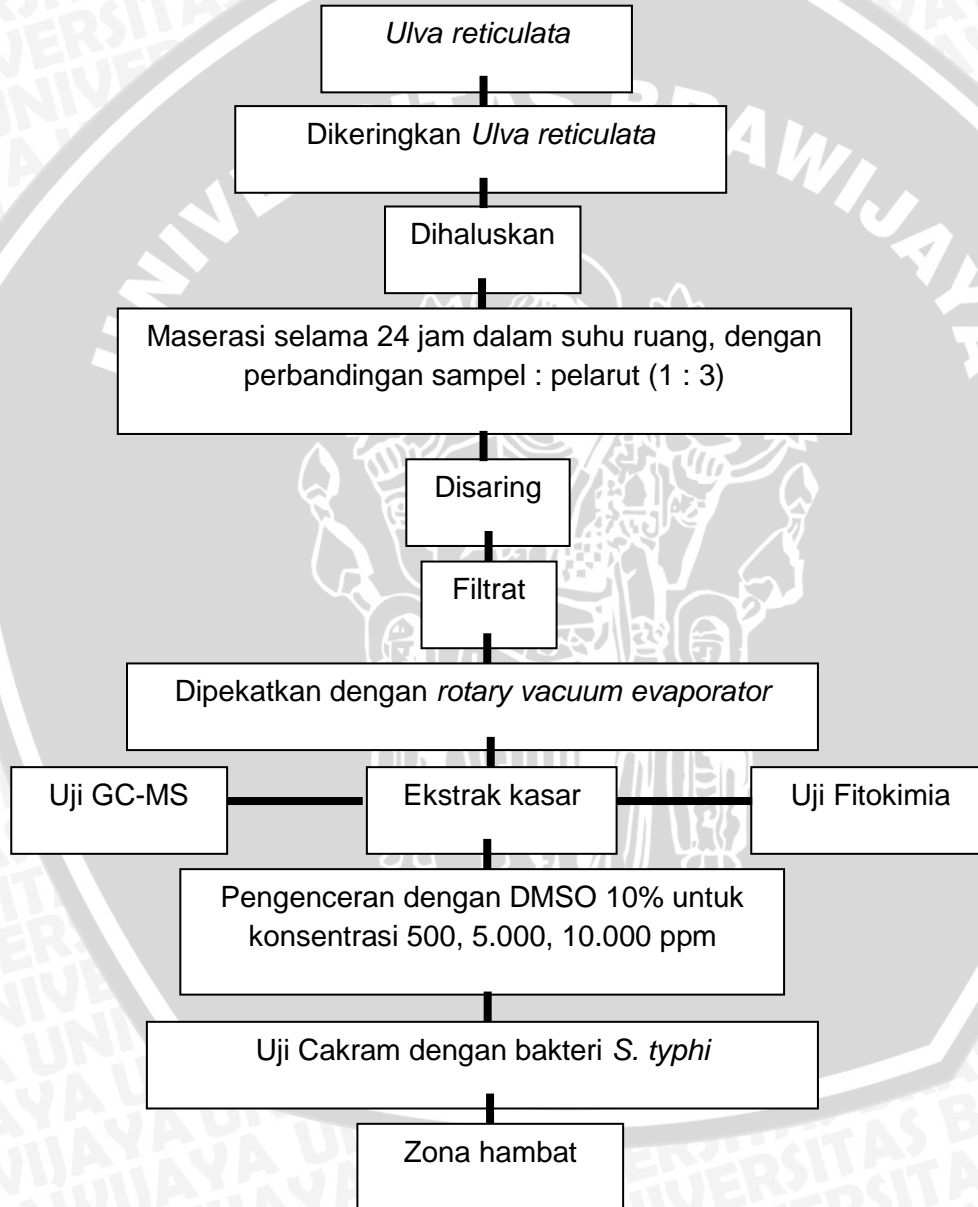 Ulva reticulata
Dikeringkan Ulva reticulata
Dihaluskan
Maserasi selama 24 jam dalam suhu ruang, dengan
perbandingan sampel : pelarut (1 : 3)
Disaring
Filtrat
Dipekatkan dengan rotary vacuum evaporator
Uji GC-MS
Ekstrak kasar
Uji Fitokimia
Pengenceran dengan DMSO 10% untuk
konsentrasi 500, 5.000, 10.000 ppm
Uji Cakram dengan bakteri S. typhi
Zona hambat